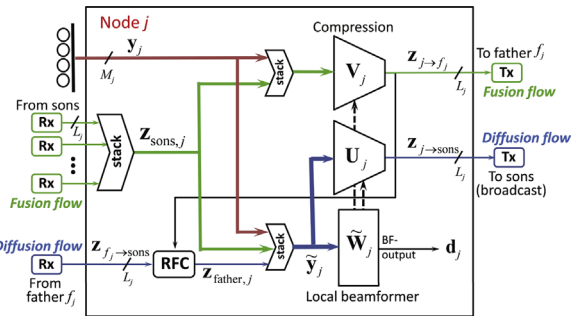 Node j
Compression
y_j
M_j
stack
V_j
z_{j→f_j}
L_j
To father f_j
Tx
Fusion flow
From sons
Rx
L_j
Rx
Rx
Fusion flow
stack
z_{sons,j}
U_j
z_{j→sons}
L_j
Diffusion flow
Tx
To sons
(broadcast)
Diffusion flow
Rx
From
father f_j
z_{f_j→sons}
L_j
RFC
z_{father,j}
stack
ỹ_j
W̃_j
BF-
output
d_j
Local beamformer